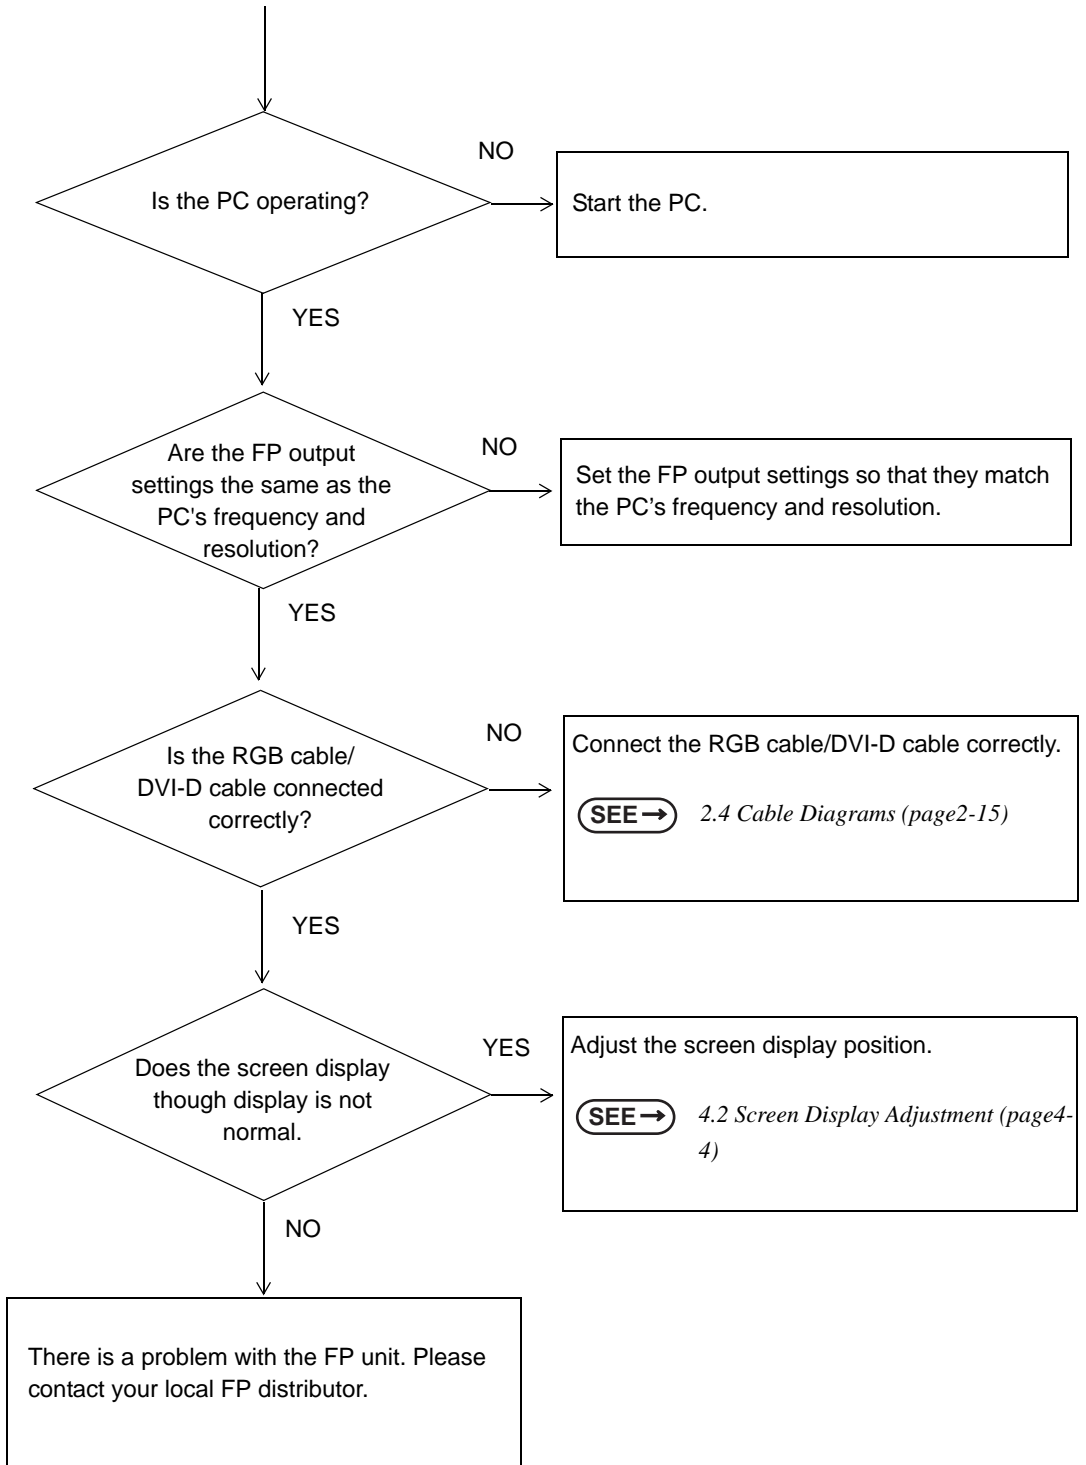 NO
Is the PC operating?
Start the PC.
YES
NO
Are the FP output
settings the same as the
PC's frequency and
resolution?
Set the FP output settings so that they match
the PC’s frequency and resolution.
YES
NO
Is the RGB cable/
DVI-D cable connected
correctly?
Connect the RGB cable/DVI-D cable correctly.
SEE→ 2.4 Cable Diagrams (page2-15)
YES
YES
Does the screen display
though display is not
normal.
Adjust the screen display position.
SEE→ 4.2 Screen Display Adjustment (page4-
4)
NO
There is a problem with the FP unit. Please
contact your local FP distributor.